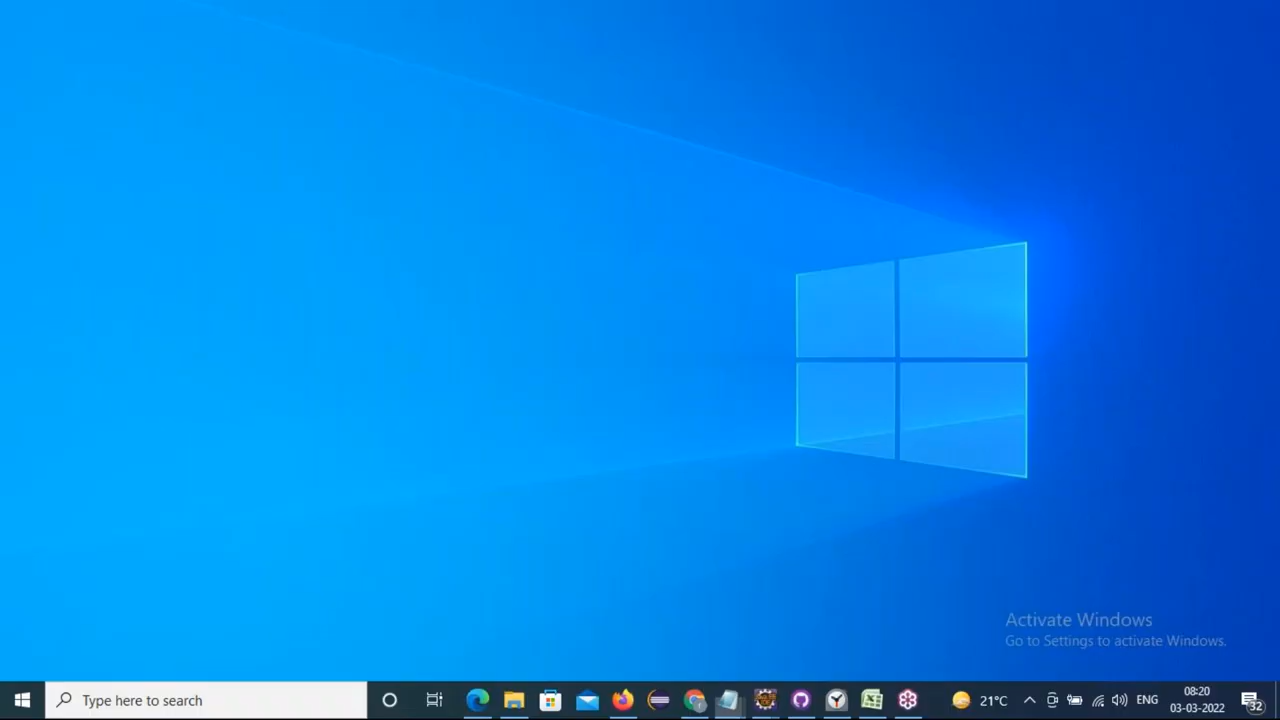 Activate Windows
Go to Settings to activate Windows.
Type here to search
21°C
ENG
08:20
03-03-2022
32